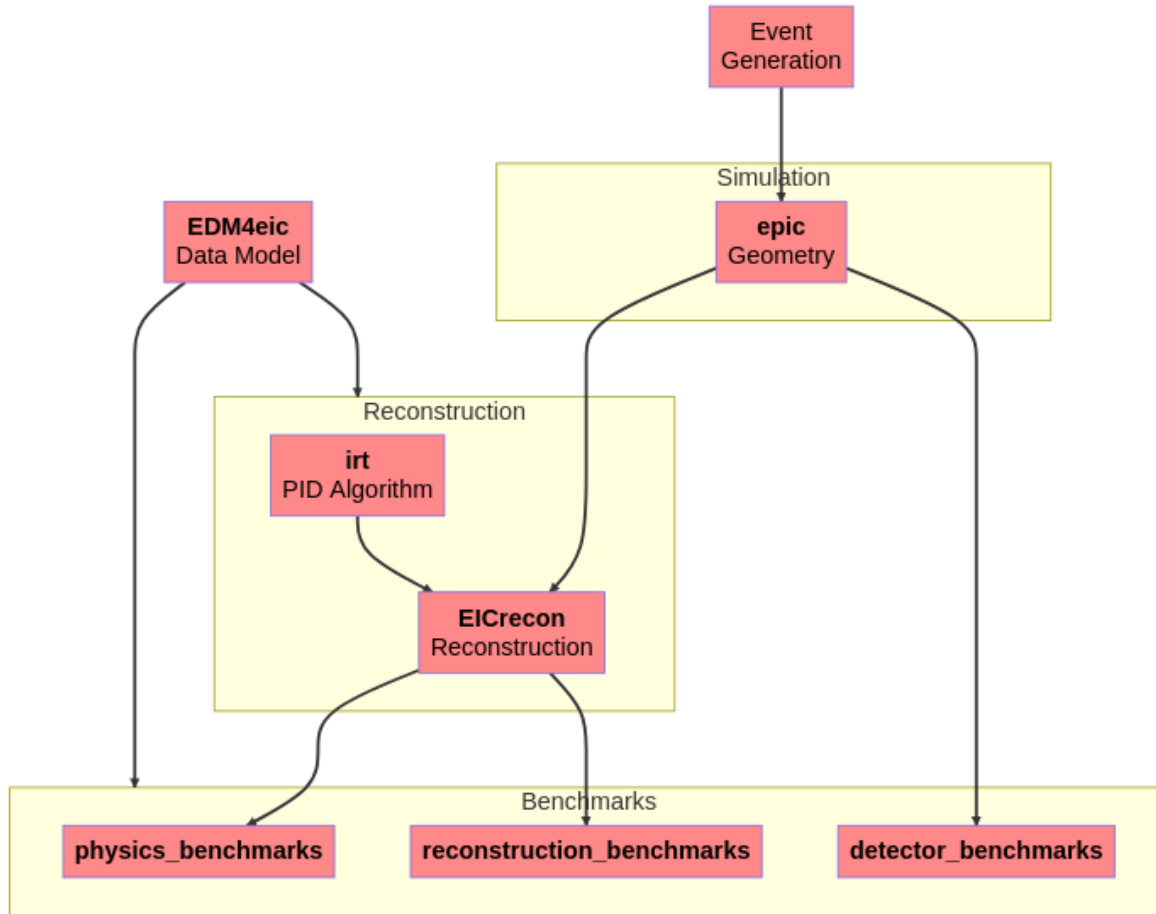 Event
Generation
Simulation
epic
Geometry
EDM4eic
Data Model
Reconstruction
irt
PID Algorithm
EICrecon
Reconstruction
Benchmarks
physics_benchmarks
reconstruction_benchmarks
detector_benchmarks